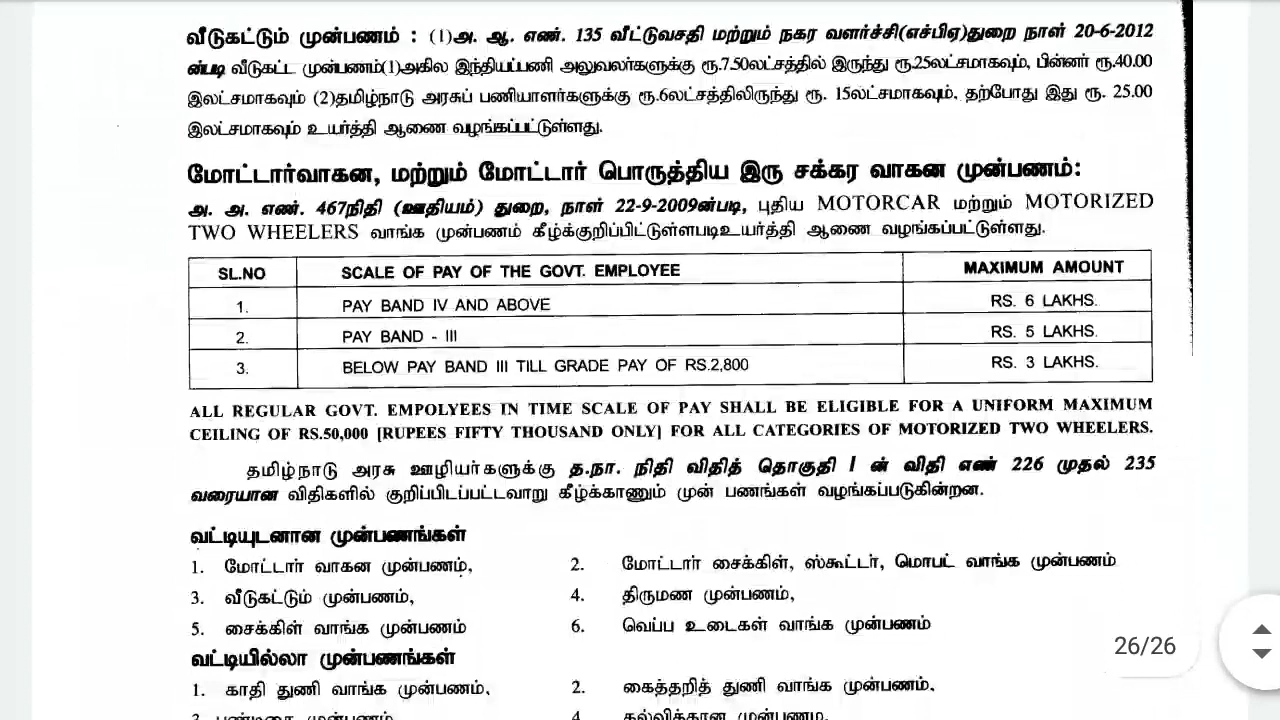 வீடுகட்டும் முன்பணம் : (1)அ. ஆ. எண். 135 வீட்டுவசதி மற்றும் நகர வளர்ச்சி(எச்பிஏ)துறை நாள் 20-6-2012
ன்படி வீடுகட்ட முன்பணம்(1)அகில இந்தியப்பணி அலுவலர்களுக்கு ரூ.7.50லட்சத்தில் இருந்து ரூ.25லட்சமாகவும், பின்னர் ரூ.40.00
இலட்சமாகவும் (2)தமிழ்நாடு அரசுப் பணியாளர்களுக்கு ரூ.6லட்சத்திலிருந்து ரூ. 15லட்சமாகவும், தற்போது இது ரூ. 25.00
இலட்சமாகவும் உயர்த்தி ஆணை வழங்கப்பட்டுள்ளது.
மோட்டார்வாகன, மற்றும் மோட்டார் பொருத்திய இரு சக்கர வாகன முன்பணம்:
அ. அ. எண். 467நிதி (ஊதியம்) துறை, நாள் 22-9-2009ன்படி, புதிய MOTORCAR மற்றும் MOTORIZED
TWO WHEELERS வாங்க முன்பணம் கீழ்க்குறிப்பிட்டுள்ளபடிஉயர்த்தி ஆணை வழங்கப்பட்டுள்ளது.
SL.NO SCALE OF PAY OF THE GOVT. EMPLOYEE MAXIMUM AMOUNT
1. PAY BAND IV AND ABOVE RS. 6 LAKHS.
2. PAY BAND - III RS. 5 LAKHS.
3. BELOW PAY BAND III TILL GRADE PAY OF RS.2,800 RS. 3 LAKHS.
ALL REGULAR GOVT. EMPOLYEES IN TIME SCALE OF PAY SHALL BE ELIGIBLE FOR A UNIFORM MAXIMUM
CEILING OF RS.50,000 [RUPEES FIFTY THOUSAND ONLY] FOR ALL CATEGORIES OF MOTORIZED TWO WHEELERS.
தமிழ்நாடு அரசு ஊழியர்களுக்கு த.நா. நிதி விதித் தொகுதி I ன் விதி எண் 226 முதல் 235
வரையான விதிகளில் குறிப்பிடப்பட்டவாறு கீழ்க்காணும் முன் பணங்கள் வழங்கப்படுகின்றன.
வட்டியுடனான முன்பணங்கள்
1. மோட்டார் வாகன முன்பணம், 2. மோட்டார் சைக்கிள், ஸ்கூட்டர், மொபட் வாங்க முன்பணம்
3. வீடுகட்டும் முன்பணம், 4. திருமண முன்பணம்,
5. சைக்கிள் வாங்க முன்பணம் 6. வெப்ப உடைகள் வாங்க முன்பணம்
26/26
வட்டியில்லா முன்பணங்கள்
1. காதி துணி வாங்க முன்பணம், 2. கைத்தறித் துணி வாங்க முன்பணம்,
3. பண்டிகை முன்பணம் 4. கல்விக்கான முன்பணம்,